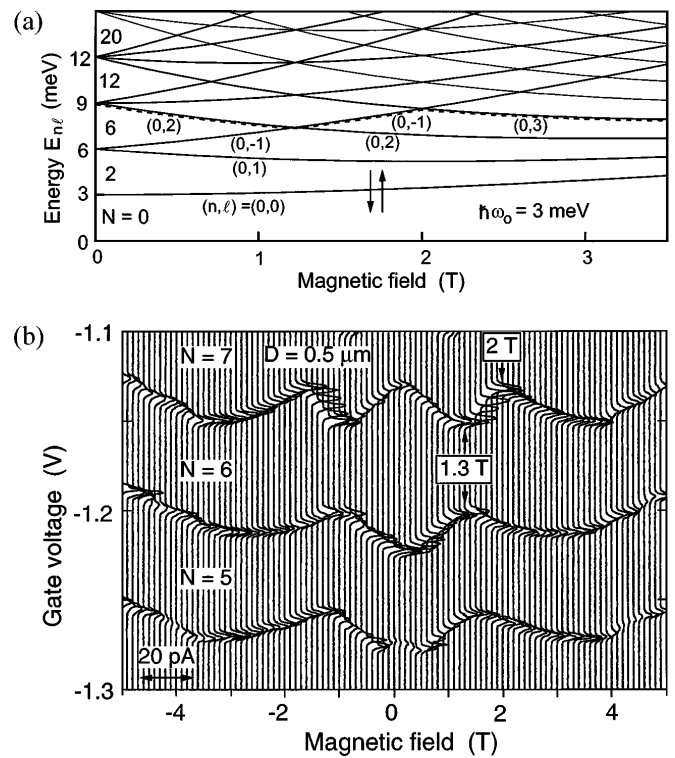 (a)
20
12
12
9
6
6
2
3
N = 0
0
Energy E_nℓ (meV)
(0,2)
(0,-1)
(0,1)
(0,-1)
(0,2)
(0,3)
(n,ℓ) =(0,0)
ħω_o = 3 meV
0
1
2
3
Magnetic field (T)
(b)
-1.1
-1.2
-1.3
Gate voltage (V)
N = 7
D = 0.5 μm
2 T
1.3 T
N = 6
N = 5
20 pA
-4
-2
0
2
4
Magnetic field (T)